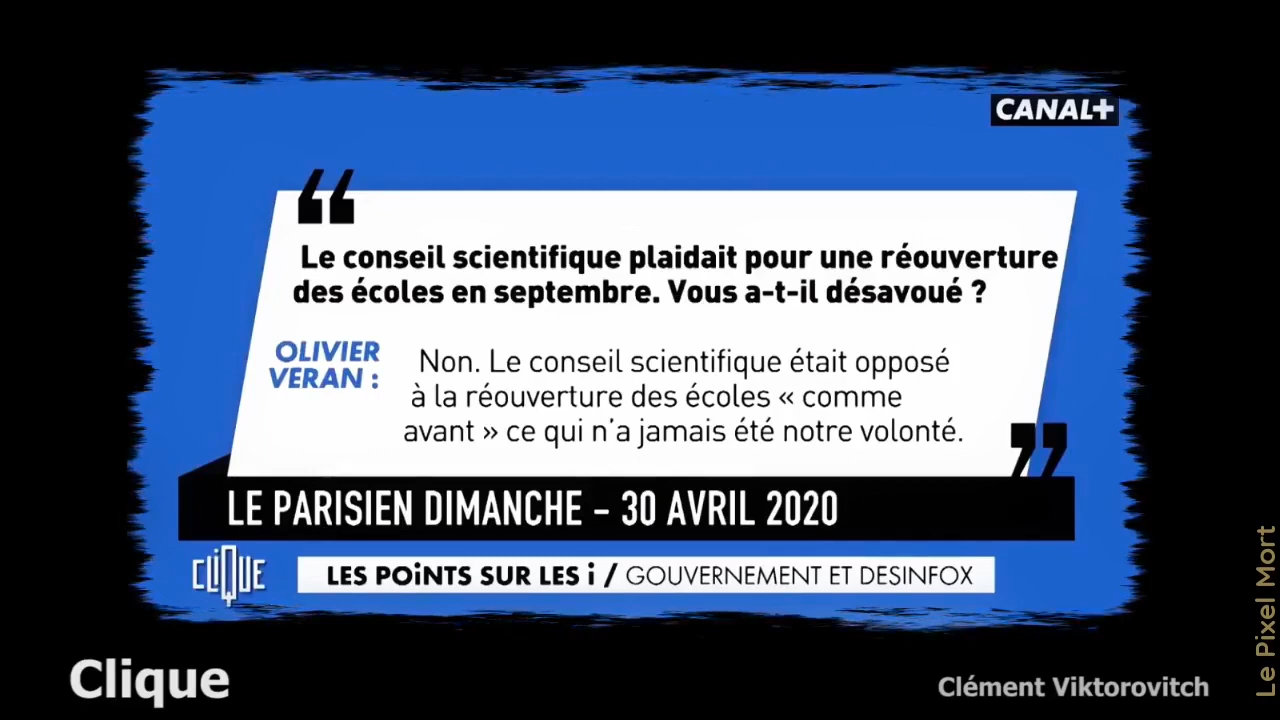 CANAL+
“
Le conseil scientifique plaidait pour une réouverture
des écoles en septembre. Vous a-t-il désavoué ?
OLIVIER
VERAN :
Non. Le conseil scientifique était opposé
à la réouverture des écoles « comme
avant » ce qui n’a jamais été notre volonté.
”
LE PARISIEN DIMANCHE – 30 AVRIL 2020
CLiQUE
LES POiNTS SUR LES i / GOUVERNEMENT ET DESINFOX
Clique
Clément Viktorovitch
Le Pixel Mort